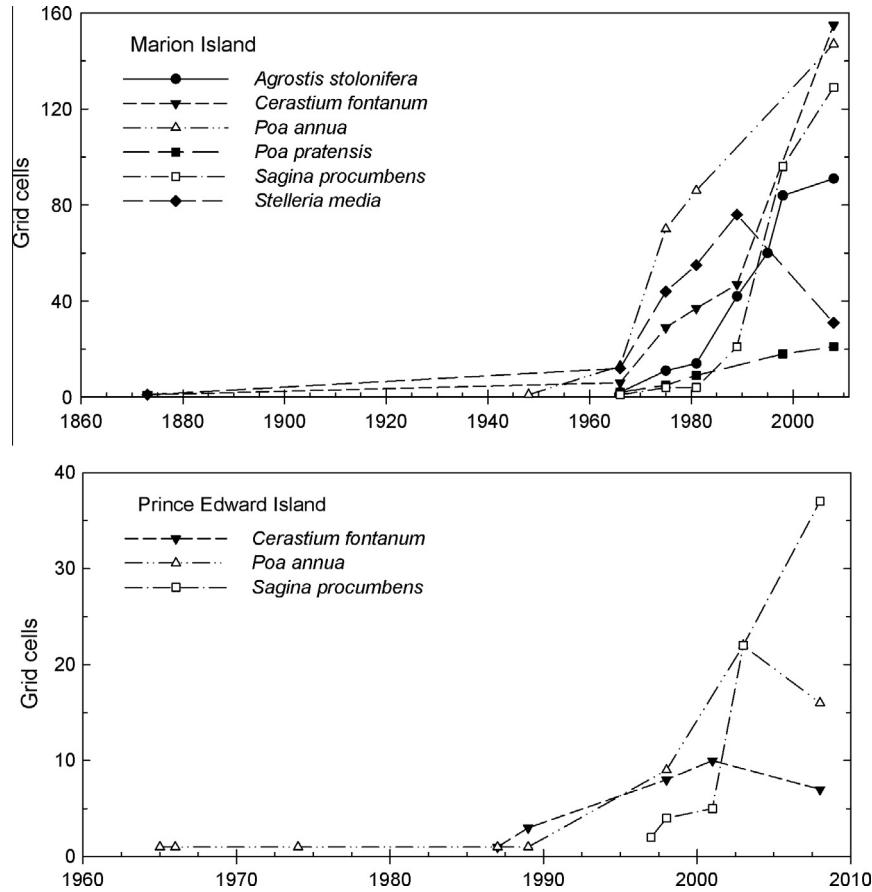 Marion Island
Agrostis stolonifera
Cerastium fontanum
Poa annua
Poa pratensis
Sagina procumbens
Stelleria media
Grid cells
160
120
80
40
0
1860 1880 1900 1920 1940 1960 1980 2000
Prince Edward Island
Cerastium fontanum
Poa annua
Sagina procumbens
Grid cells
40
30
20
10
0
1960 1970 1980 1990 2000 2010